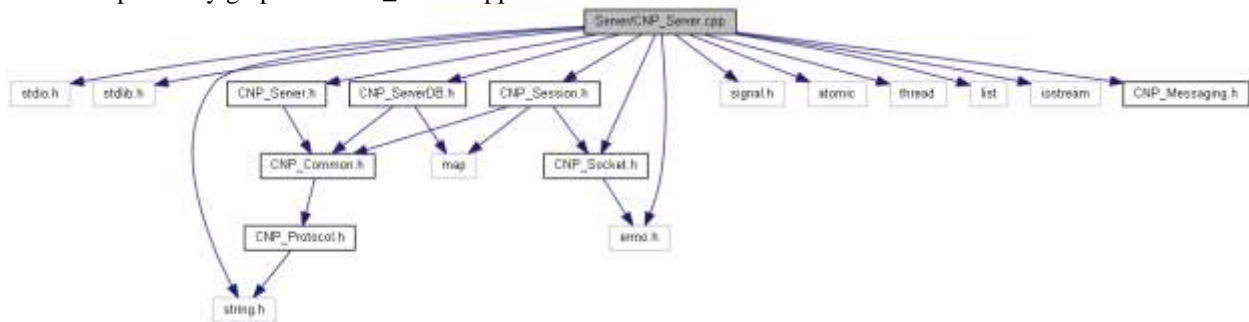 Server/CNP_Server.cpp
stdio.h
stdlib.h
CNP_Server.h
CNP_ServerDB.h
CNP_Session.h
signal.h
atomic
thread
list
iostream
CNP_Messaging.h
CNP_Common.h
map
CNP_Socket.h
CNP_Protocol.h
errno.h
string.h